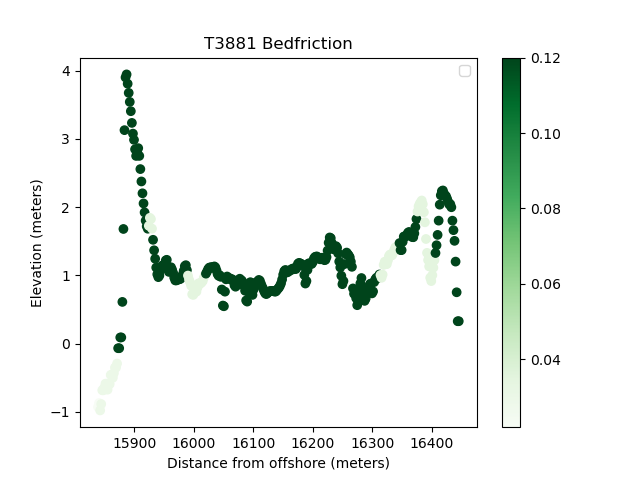 T3881 Bedfriction
4
3
2
1
0
−1
Elevation (meters)
15900 16000 16100 16200 16300 16400
Distance from offshore (meters)
0.12
0.10
0.08
0.06
0.04